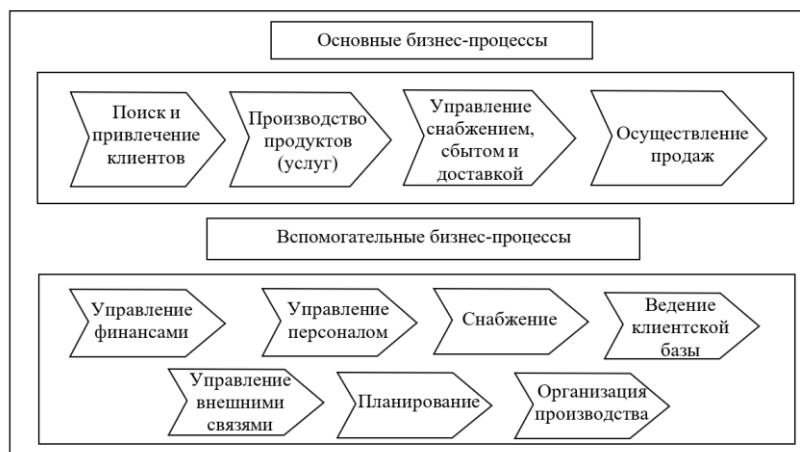 Основные бизнес-процессы
Поиск и
привлечение
клиентов
Производство
продуктов
(услуг)
Управление
снабжением,
сбытом и
доставкой
Осуществление
продаж
Вспомогательные бизнес-процессы
Управление
финансами
Управление
персоналом
Снабжение
Ведение
клиентской
базы
Управление
внешними
связями
Планирование
Организация
производства